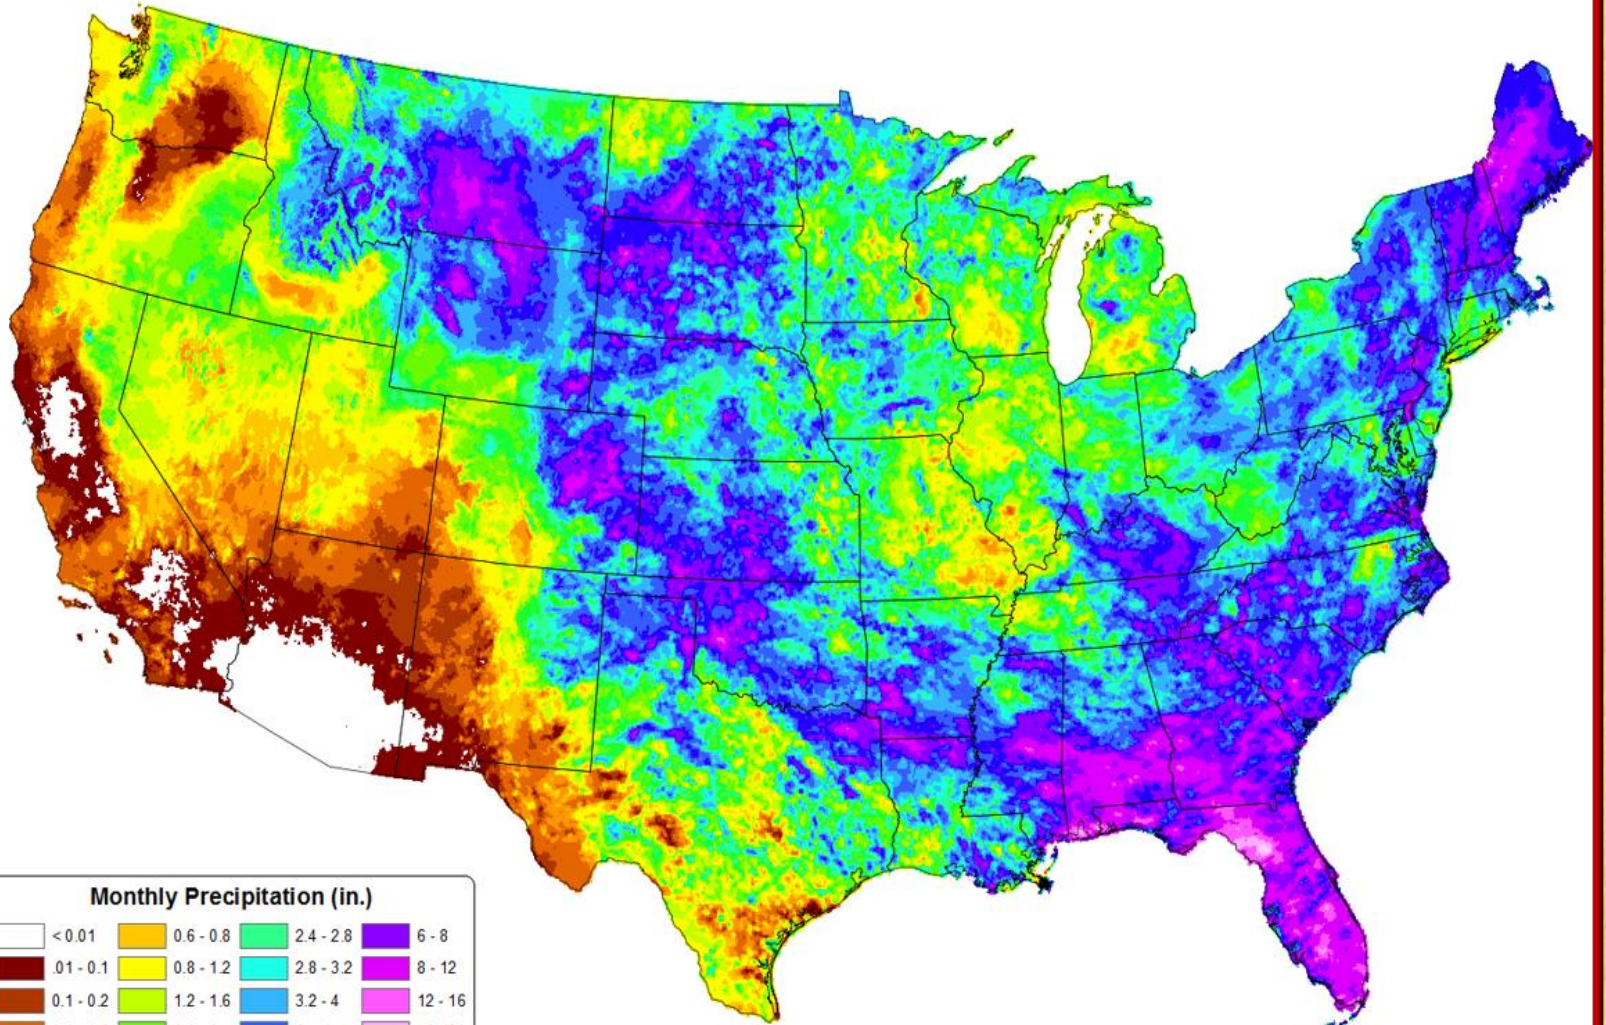 Monthly Precipitation (in.)
< 0.01 0.6 - 0.8 2.4 - 2.8 6 - 8
.01 - 0.1 0.8 - 1.2 2.8 - 3.2 8 - 12
0.1 - 0.2 1.2 - 1.6 3.2 - 4 12 - 16